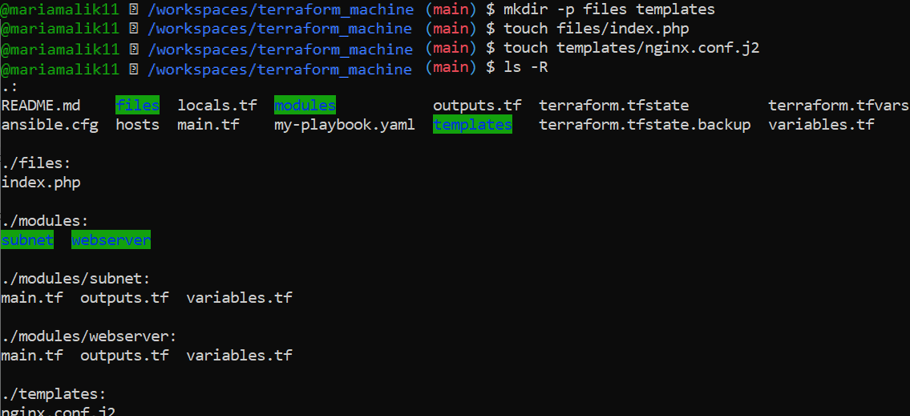 @mariamalik11 /workspaces/terraform_machine (main) $ mkdir -p files templates
@mariamalik11 /workspaces/terraform_machine (main) $ touch files/index.php
@mariamalik11 /workspaces/terraform_machine (main) $ touch templates/nginx.conf.j2
@mariamalik11 /workspaces/terraform_machine (main) $ ls -R
.:
README.md files locals.tf modules outputs.tf terraform.tfstate terraform.tfvars
ansible.cfg hosts main.tf my-playbook.yaml templates terraform.tfstate.backup variables.tf
./files:
index.php
./modules:
subnet webserver
./modules/subnet:
main.tf outputs.tf variables.tf
./modules/webserver:
main.tf outputs.tf variables.tf
./templates:
nginx.conf.j2